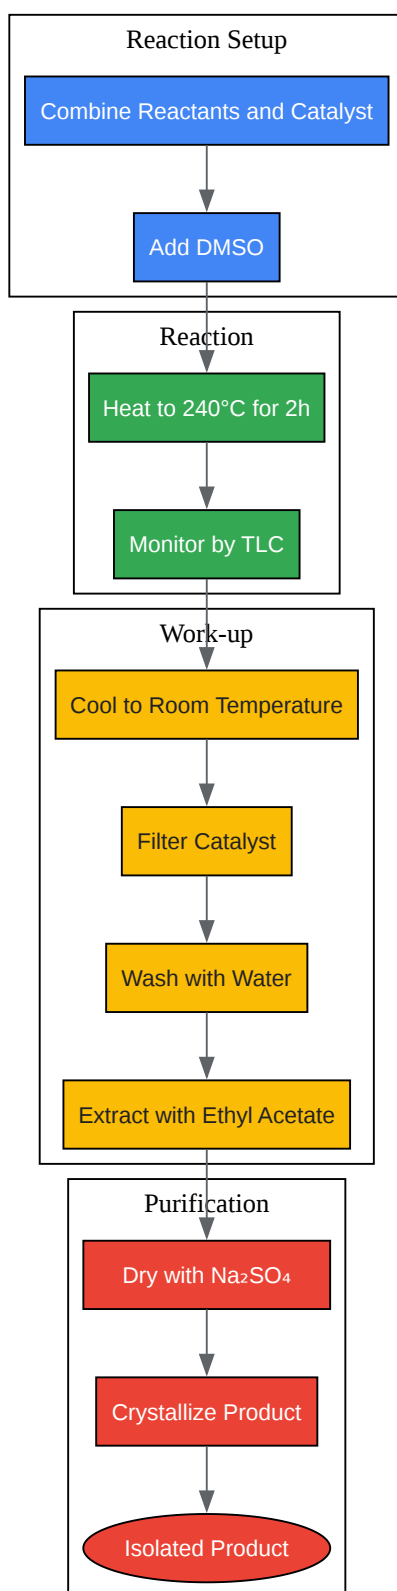 Reaction Setup
Combine Reactants and Catalyst
Add DMSO
Reaction
Heat to 240°C for 2h
Monitor by TLC
Work-up
Cool to Room Temperature
Filter Catalyst
Wash with Water
Extract with Ethyl Acetate
Purification
Dry with Na₂SO₄
Crystallize Product
Isolated Product